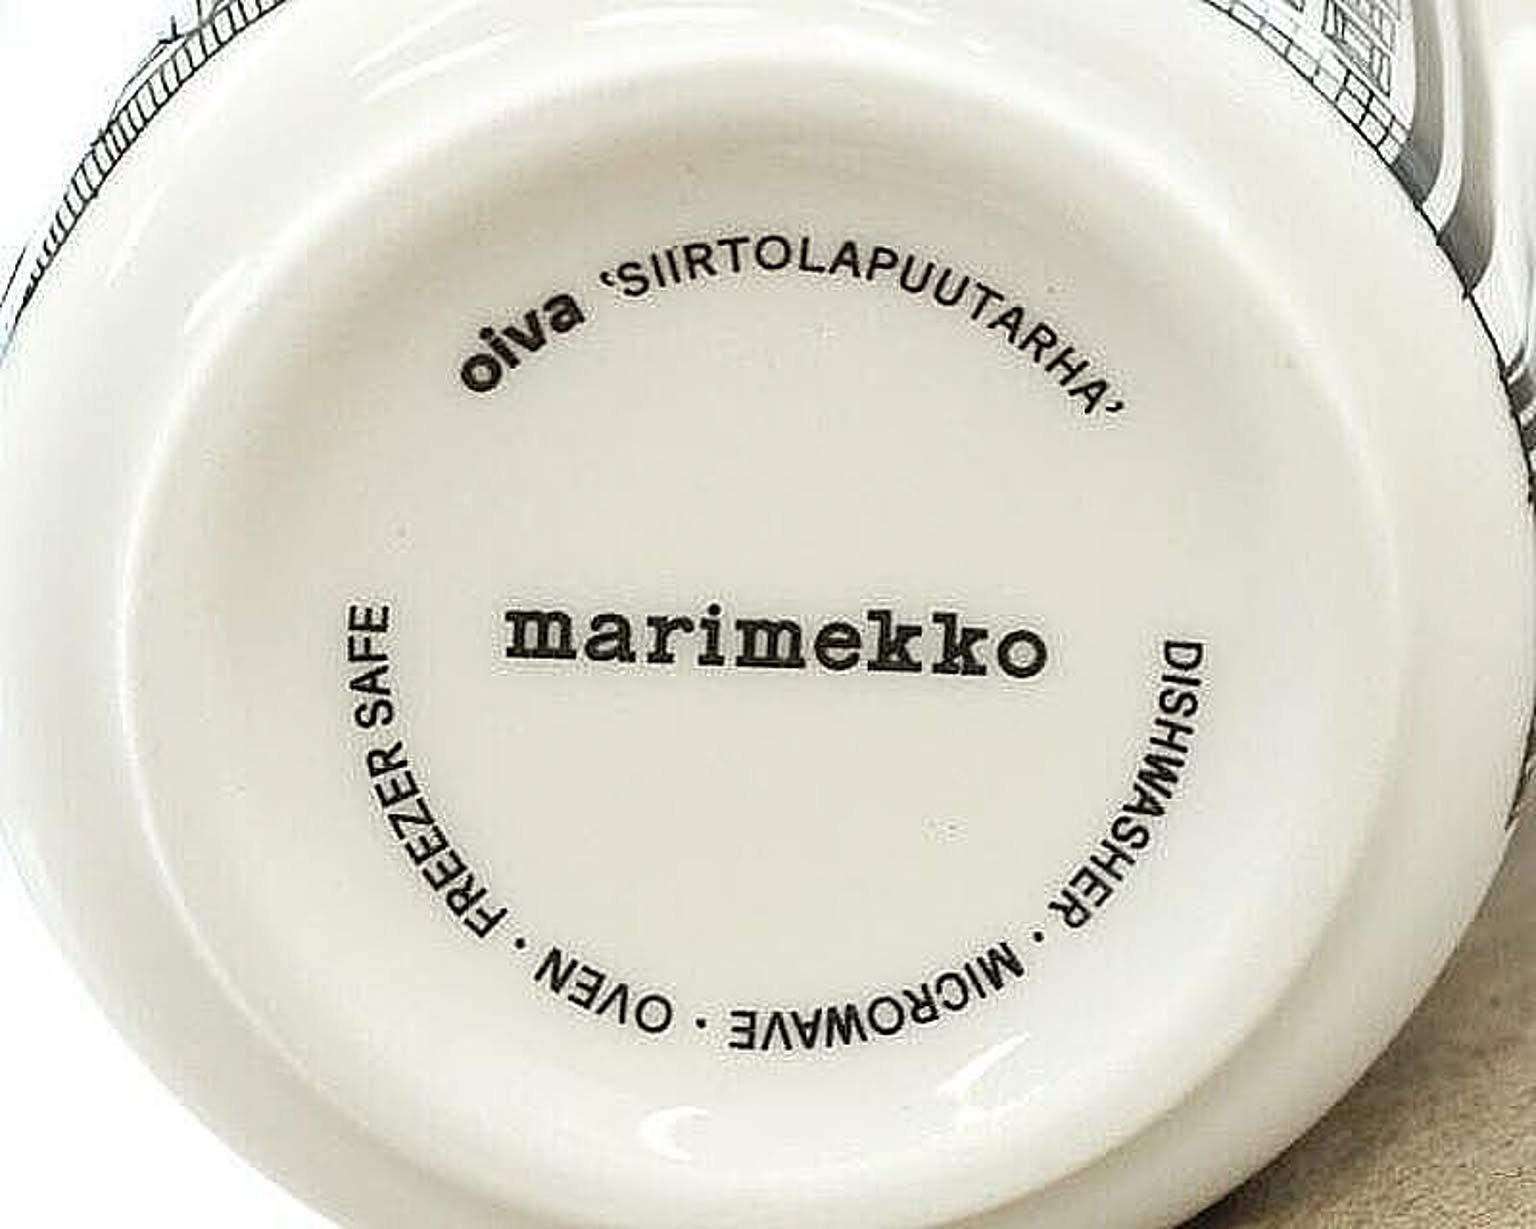 oiva ‘SIIRTOLAPUUTARHA’
marimekko
DISHWASHER · MICROWAVE · OVEN · FREEZER SAFE